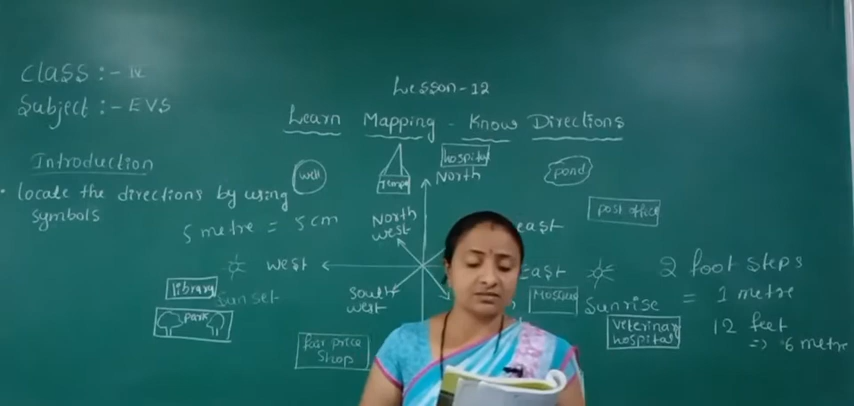 Class :- IV
Subject :- EVS
Lesson-12
Learn Mapping - Know Directions
Introduction
• locate the directions by using
symbols
5 metre = 5 cm
well
Temple
hospital
North
pond
post office
North
west
east
west
East
library
Sun set
park
South
west
fair price
Shop
Mosque
Sunrise
veterinary
hospital
2 foot steps
= 1 metre
12 feet
=> 6 metre